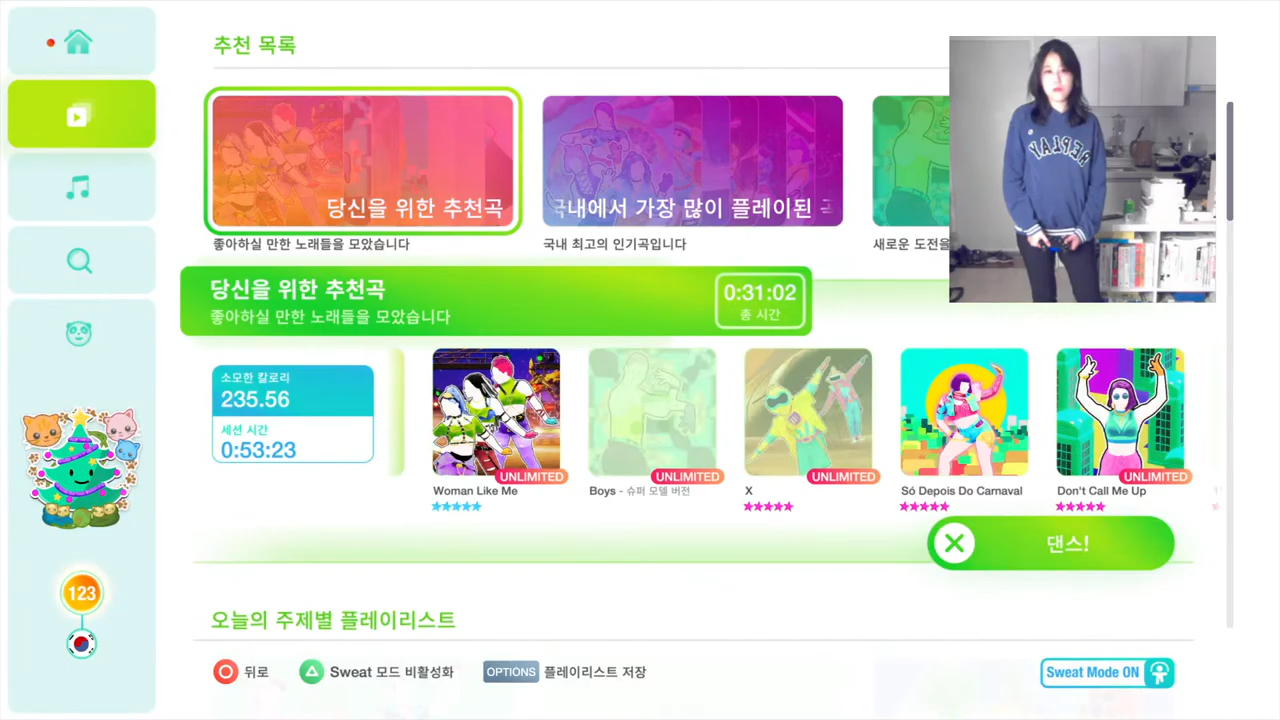 추천 목록
당신을 위한 추천곡
내에서 가장 많이 플레이된
좋아하실 만한 노래들을 모았습니다
국내 최고의 인기곡입니다
새로운 도전을
당신을 위한 추천곡
좋아하실 만한 노래들을 모았습니다
0:31:02
총 시간
소모한 칼로리
235.56
세션 시간
0:53:23
UNLIMITED
UNLIMITED
UNLIMITED
UNLIMITED
Woman Like Me
Boys - 슈퍼 모델 버전
X
Só Depois Do Carnaval
Don't Call Me Up
댄스!
123
오늘의 주제별 플레이리스트
뒤로
Sweat 모드 비활성화
OPTIONS
플레이리스트 저장
Sweat Mode ON
REPLAY